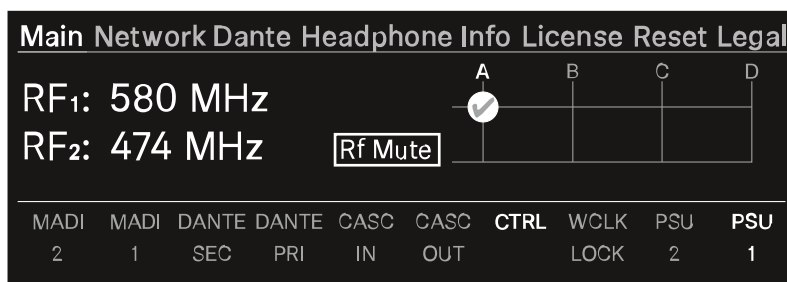 Main Network Dante Headphone Info License Reset Legal
A B C D
RF1: 580 MHz
RF2: 474 MHz Rf Mute
MADI MADI DANTE DANTE CASC CASC CTRL WCLK PSU PSU
2 1 SEC PRI IN OUT LOCK 2 1